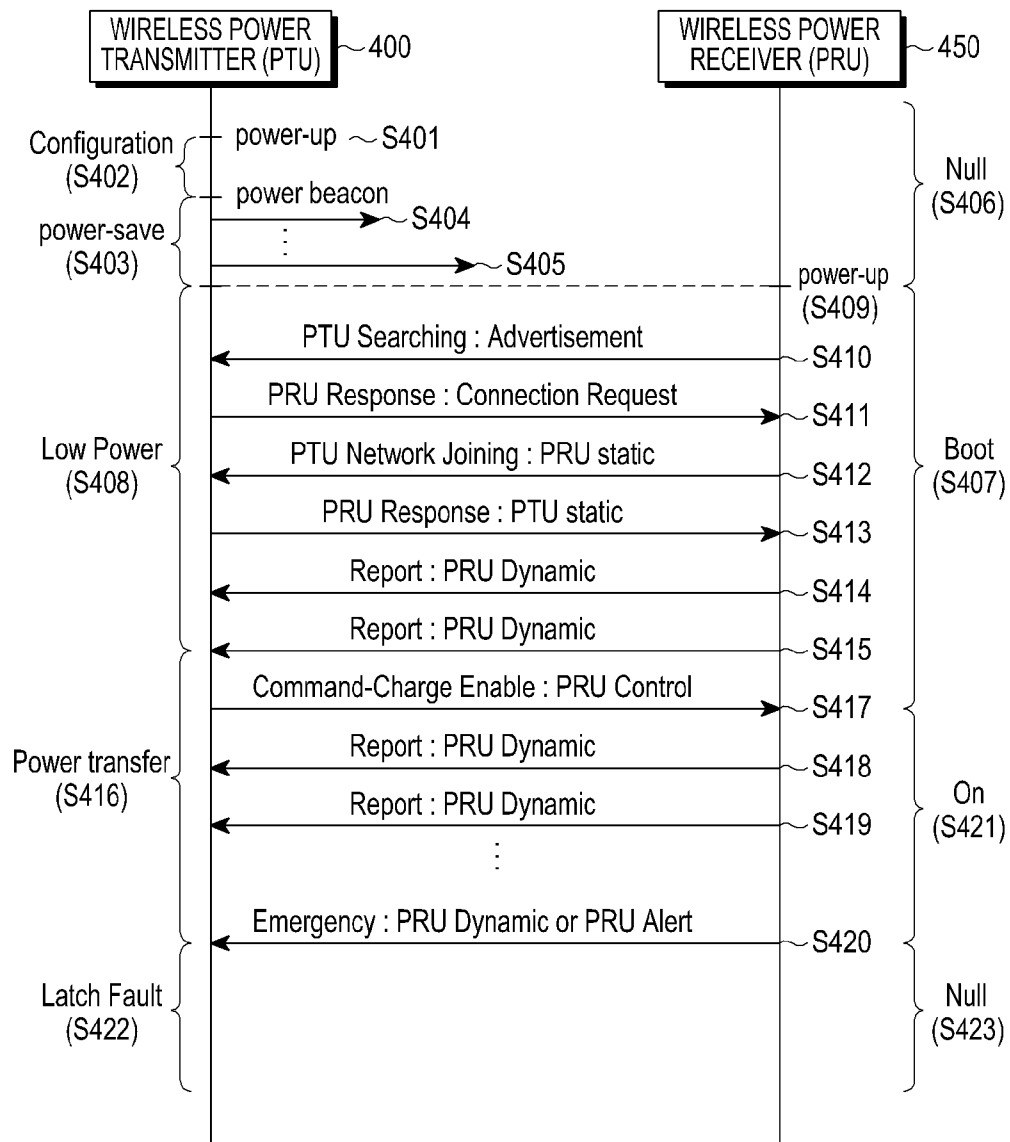 WIRELESS POWER
TRANSMITTER (PTU)
400
WIRELESS POWER
RECEIVER (PRU)
450
Configuration
(S402)
power-up
S401
Null
(S406)
power beacon
S404
power-save
(S403)
S405
power-up
(S409)
PTU Searching : Advertisement
S410
PRU Response : Connection Request
S411
Low Power
(S408)
PTU Network Joining : PRU static
S412
Boot
(S407)
PRU Response : PTU static
S413
Report : PRU Dynamic
S414
Report : PRU Dynamic
S415
Command-Charge Enable : PRU Control
S417
Power transfer
(S416)
Report : PRU Dynamic
S418
Report : PRU Dynamic
S419
On
(S421)
Emergency : PRU Dynamic or PRU Alert
S420
Latch Fault
(S422)
Null
(S423)